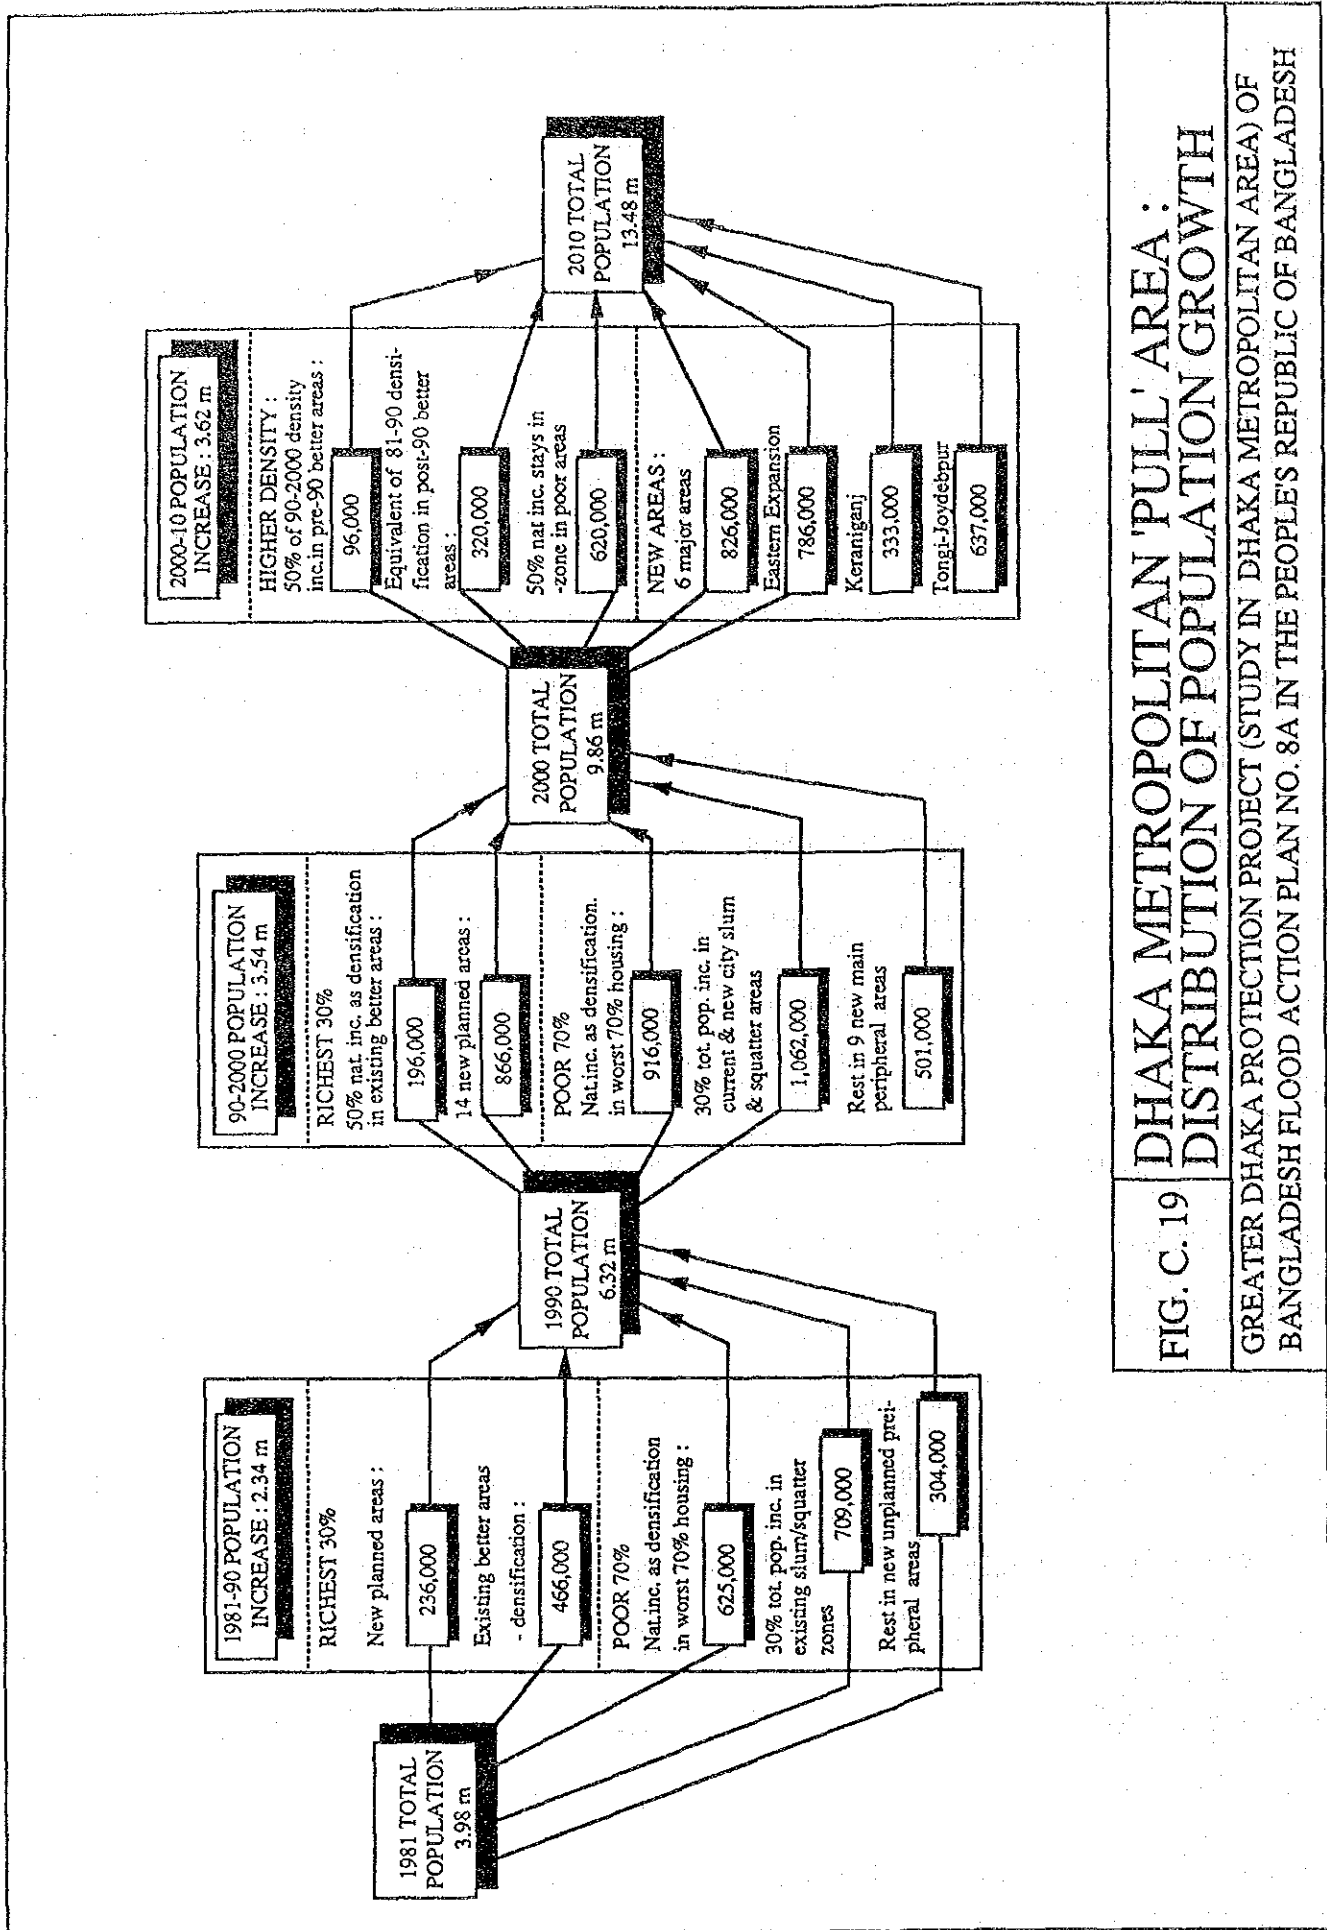 1981 TOTAL
POPULATION
3.98 m
1981-90 POPULATION
INCREASE : 2.34 m
RICHEST 30%
New planned areas :
236,000
Existing better areas
- densification :
466,000
POOR 70%
Nat.inc. as densification
in worst 70% housing :
625,000
30% tot. pop. inc. in
existing slum/squatter
zones
709,000
Rest in new unplanned prei-
pheral areas
304,000
1990 TOTAL
POPULATION
6.32 m
90-2000 POPULATION
INCREASE : 3.54 m
RICHEST 30%
50% nat. inc. as densification
in existing better areas :
196,000
14 new planned areas :
866,000
POOR 70%
Nat.inc. as densification.
in worst 70% housing :
916,000
30% tot. pop. inc. in
current & new city slum
& squatter areas
1,062,000
Rest in 9 new main
peripheral areas
501,000
2000 TOTAL
POPULATION
9.86 m
2000-10 POPULATION
INCREASE : 3.62 m
HIGHER DENSITY :
50% of 90-2000 density
inc.in pre-90 better areas :
96,000
Equivalent of 81-90 densi-
fication in post-90 better
areas :
320,000
50% nat inc. stays in
-zone in poor areas
620,000
NEW AREAS :
6 major areas
826,000
Eastern Expansion
786,000
Keraniganj
333,000
Tongi-Joydebpur
637,000
2010 TOTAL
POPULATION
13.48 m
FIG. C. 19
DHAKA METROPOLITAN 'PULL' AREA :
DISTRIBUTION OF POPULATION GROWTH
GREATER DHAKA PROTECTION PROJECT (STUDY IN DHAKA METROPOLITAN AREA) OF
BANGLADESH FLOOD ACTION PLAN NO. 8A IN THE PEOPLE'S REPUBLIC OF BANGLADESH